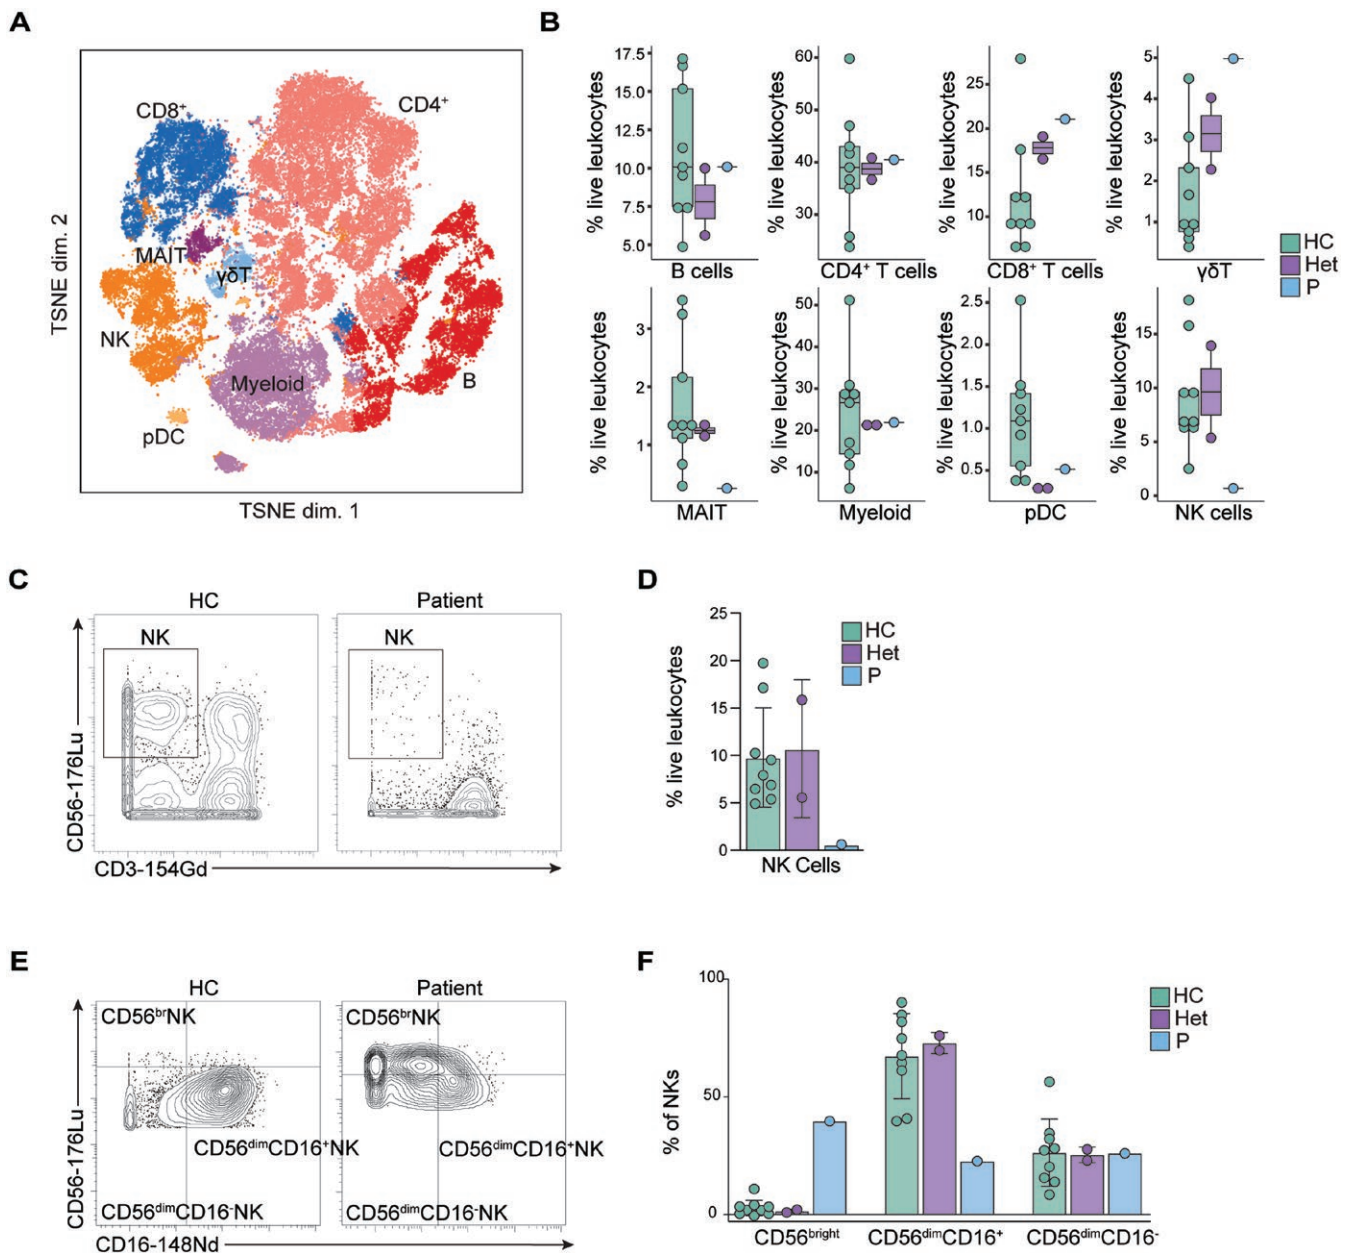 A
CD8⁺
CD4⁺
MAIT
γδT
NK
Myeloid
B
pDC
TSNE dim. 2
TSNE dim. 1
B
% live leukocytes
17.5
15.0
12.5
10.0
7.5
5.0
B cells
% live leukocytes
60
50
40
30
CD4⁺ T cells
% live leukocytes
25
20
15
10
CD8⁺ T cells
% live leukocytes
5
4
3
2
1
γδT
HC
Het
P
% live leukocytes
3
2
1
MAIT
% live leukocytes
50
40
30
20
10
Myeloid
% live leukocytes
2.5
2.0
1.5
1.0
0.5
pDC
% live leukocytes
15
10
5
0
NK cells
C
HC
Patient
NK
NK
CD56-176Lu
CD3-154Gd
D
% live leukocytes
25
20
15
10
5
0
NK Cells
HC
Het
P
E
HC
Patient
CD56ᵇʳNK
CD56ᵈⁱᵐCD16⁺NK
CD56ᵈⁱᵐCD16⁻NK
CD56ᵇʳNK
CD56ᵈⁱᵐCD16⁺NK
CD56ᵈⁱᵐCD16⁻NK
CD56-176Lu
CD16-148Nd
F
% of NKs
100
50
0
CD56ᵇʳⁱᵍʰᵗ
CD56ᵈⁱᵐCD16⁺
CD56ᵈⁱᵐCD16⁻
HC
Het
P